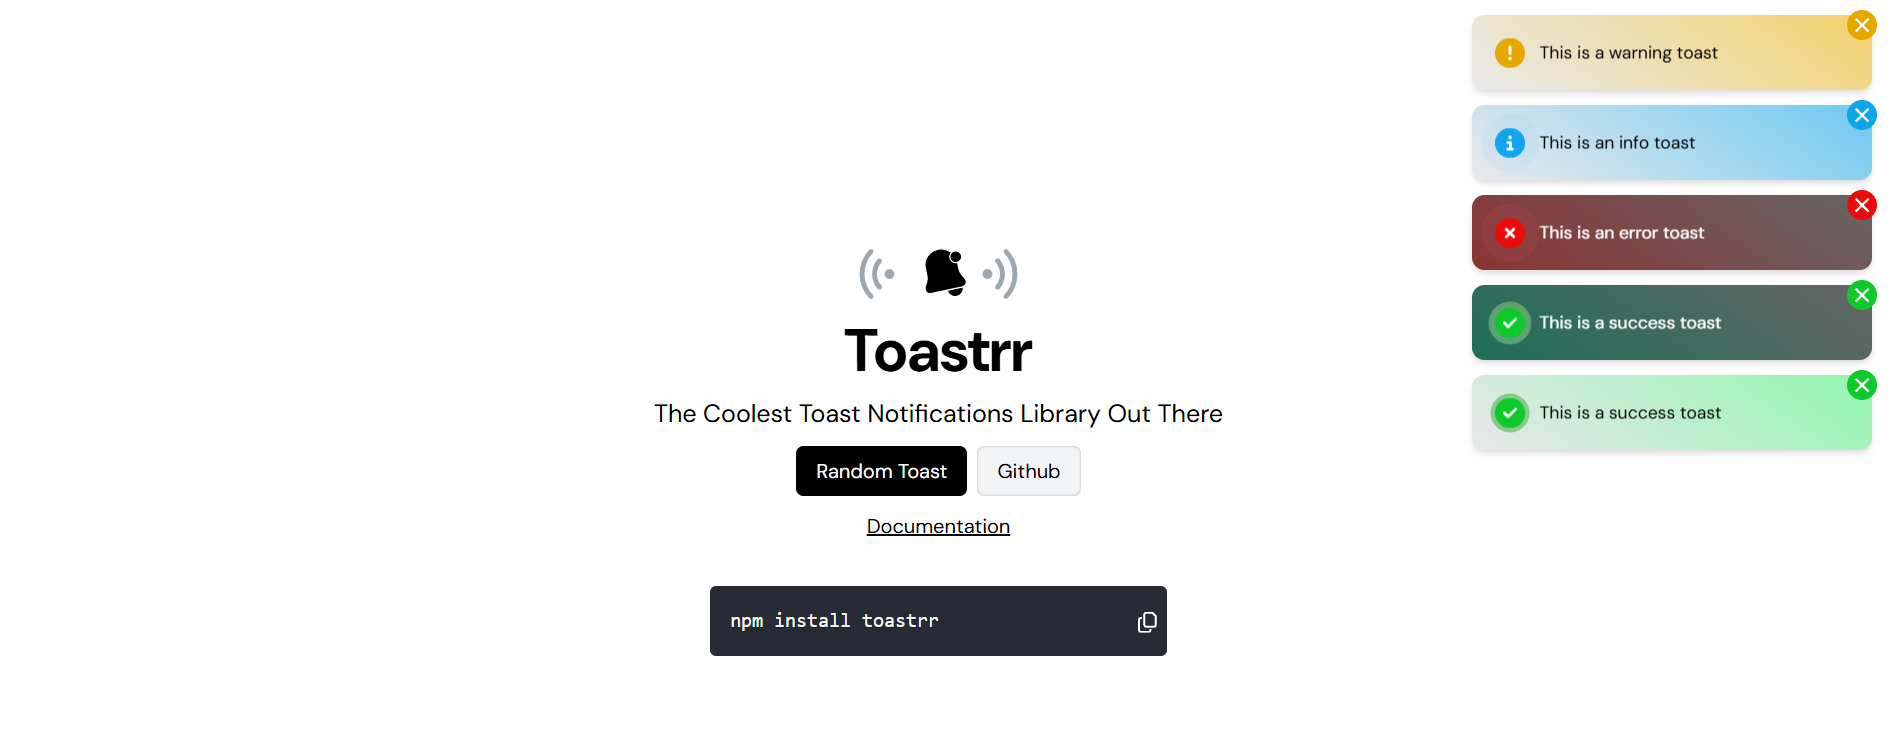 Toastrr
The Coolest Toast Notifications Library Out There
Random Toast
Github
Documentation
npm install toastrr
This is a warning toast
This is an info toast
This is an error toast
This is a success toast
This is a success toast